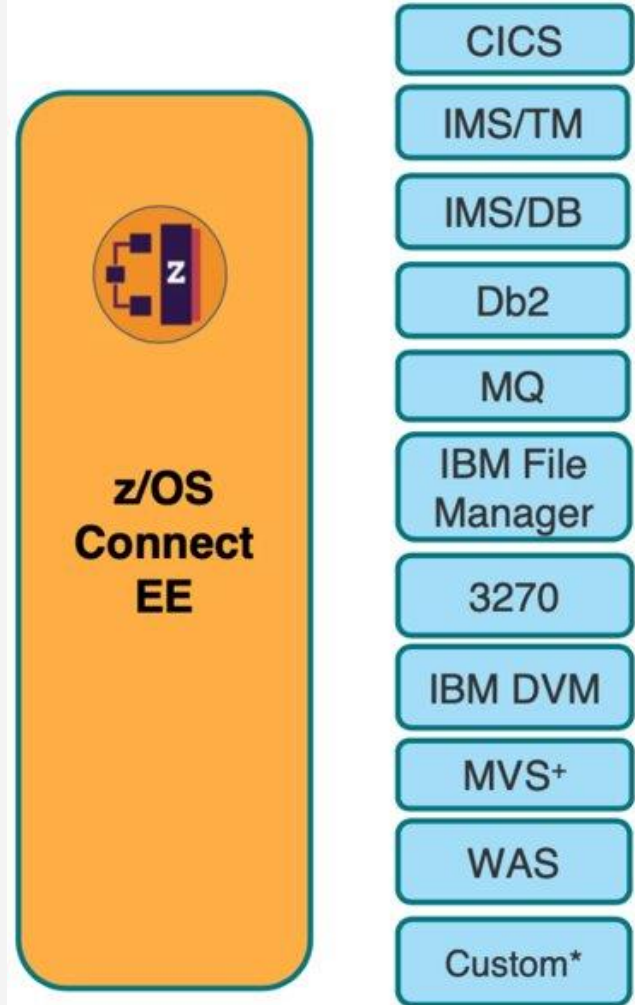 z
z/OS
Connect
EE
CICS
IMS/TM
IMS/DB
Db2
MQ
IBM File
Manager
3270
IBM DVM
MVS+
WAS
Custom*